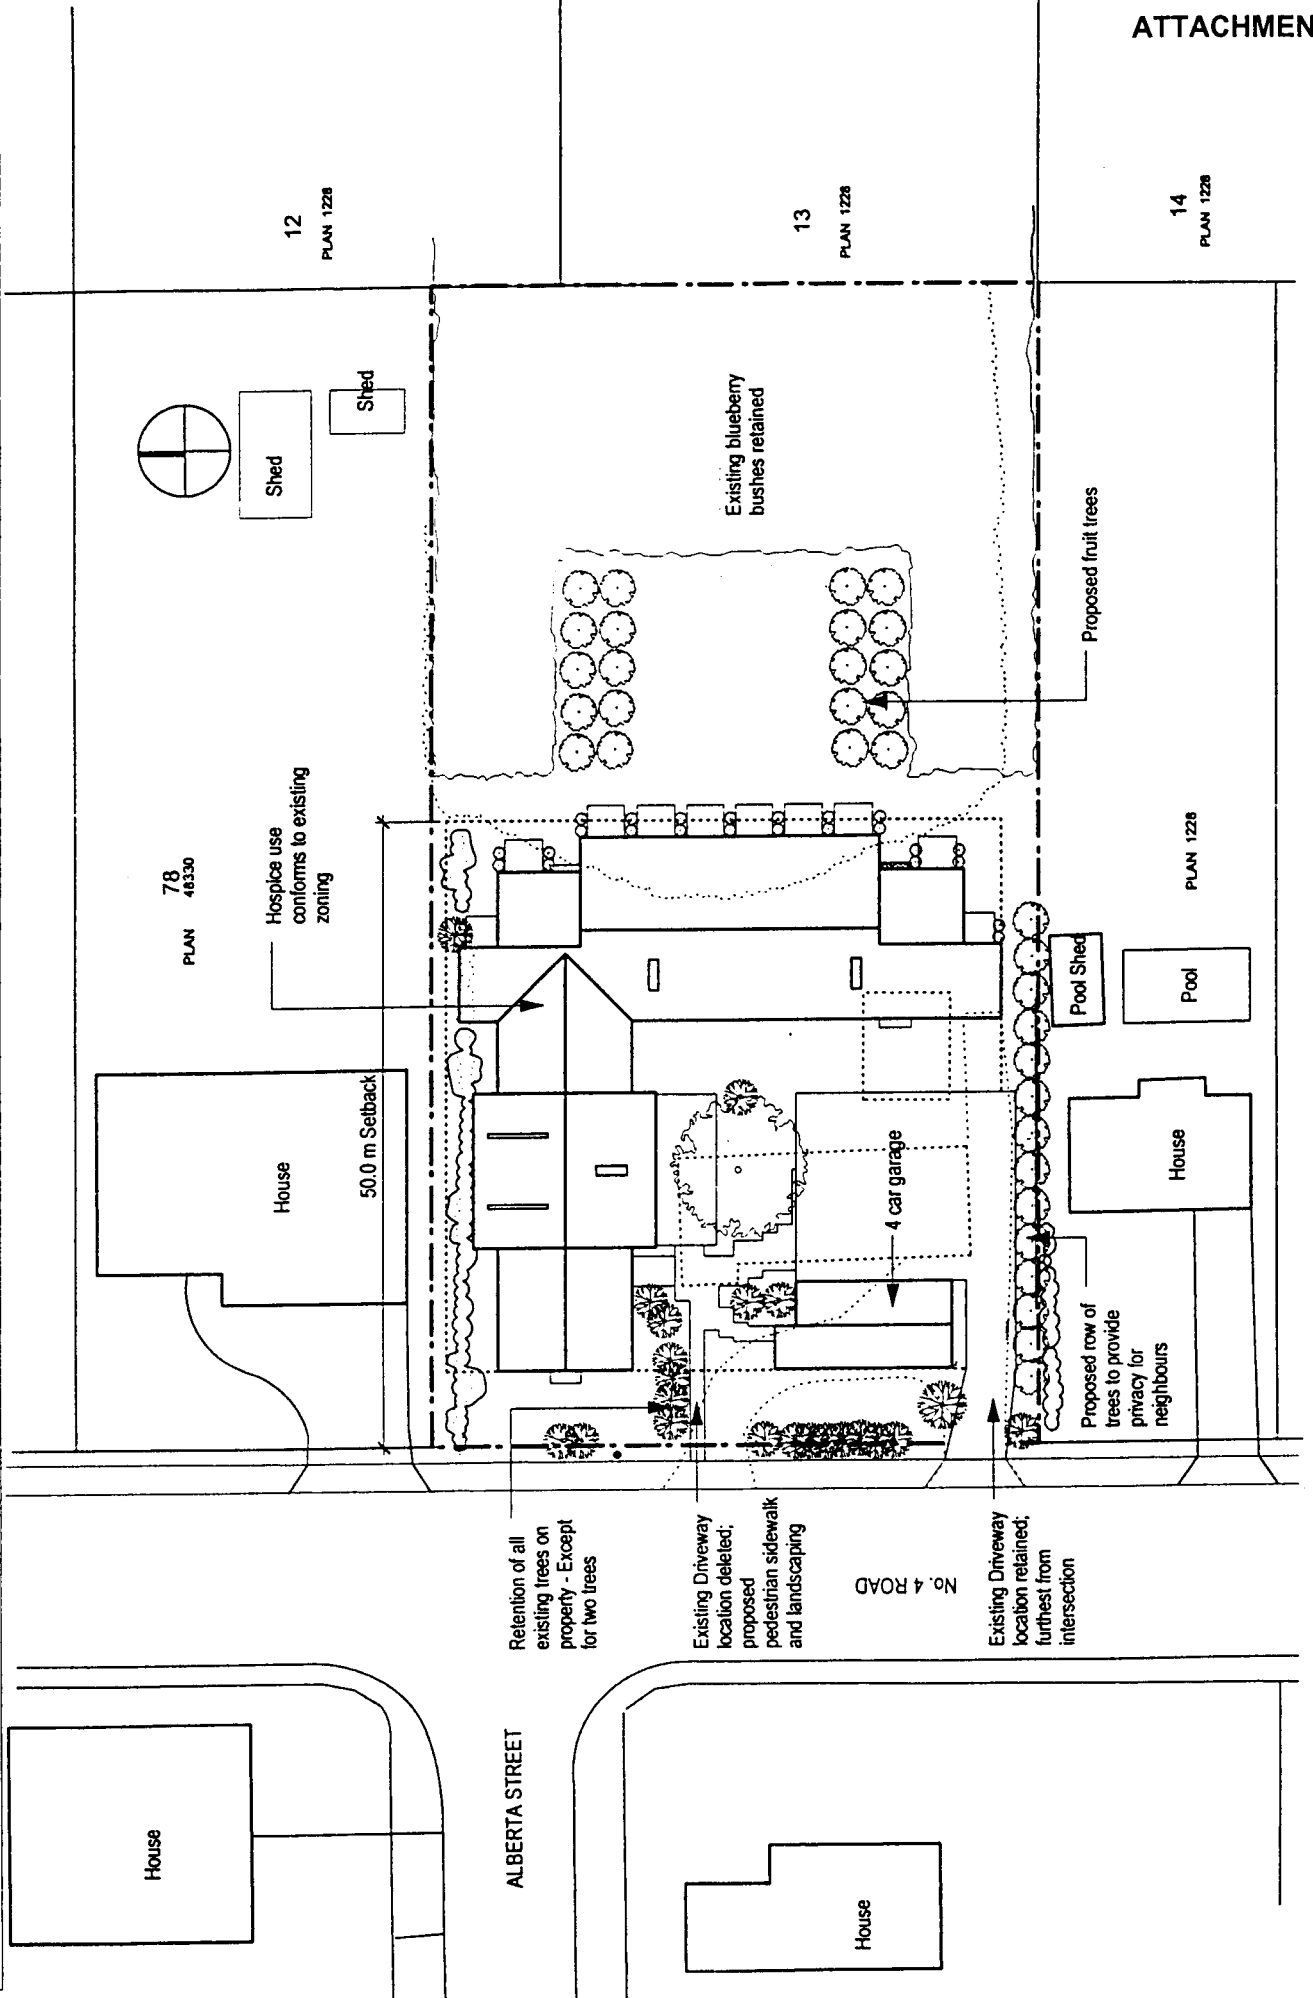 ATTACHMEN
12
PLAN 1228
13
PLAN 1228
14
PLAN 1228
Shed
Shed
Existing blueberry
bushes retained
Proposed fruit trees
78
PLAN 48330
Hospice use
conforms to existing
zoning
PLAN 1228
Pool Shed
Pool
House
50.0 m Setback
4 car garage
House
Proposed row of
trees to provide
privacy for
neighbours
Retention of all
existing trees on
property - Except
for two trees
Existing Driveway
location deleted;
proposed
pedestrian sidewalk
and landscaping
No. 4 ROAD
Existing Driveway
location retained;
furthest from
intersection
ALBERTA STREET
House
House